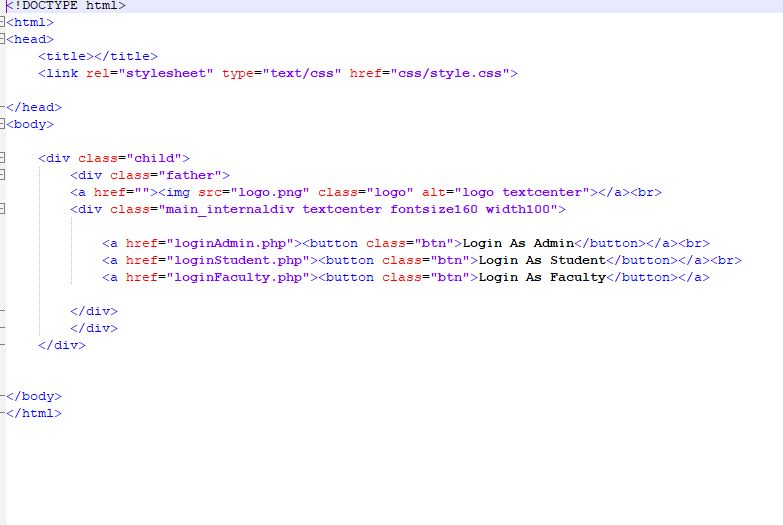 <!DOCTYPE html>
<html>
<head>
    <title></title>
    <link rel="stylesheet" type="text/css" href="css/style.css">
</head>
<body>
    <div class="child">
        <div class="father">
        <a href=""><img src="logo.png" class="logo" alt="logo textcenter"></a><br>
        <div class="main_internaldiv textcenter fontsize160 width100">
            <a href="loginAdmin.php"><button class="btn">Login As Admin</button></a><br>
            <a href="loginStudent.php"><button class="btn">Login As Student</button></a><br>
            <a href="loginFaculty.php"><button class="btn">Login As Faculty</button></a>
        </div>
        </div>
    </div>
</body>
</html>